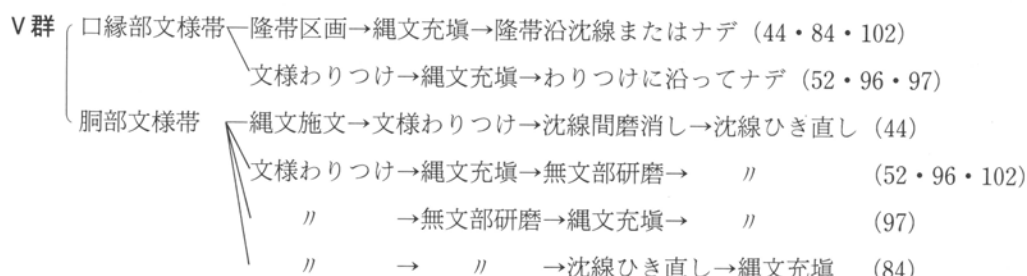 V群 口縁部文様帯 隆帯区画→縄文充塡→隆帯沿沈線またはナデ (44・84・102)
文様わりつけ→縄文充塡→わりつけに沿ってナデ (52・96・97)
胴部文様帯 縄文施文→文様わりつけ→沈線間磨消し→沈線ひき直し (44)
文様わりつけ→縄文充塡→無文部研磨→ 〃 (52・96・102)
〃 →無文部研磨→縄文充塡→ 〃 (97)
〃 → 〃 →沈線ひき直し→縄文充塡 (84)